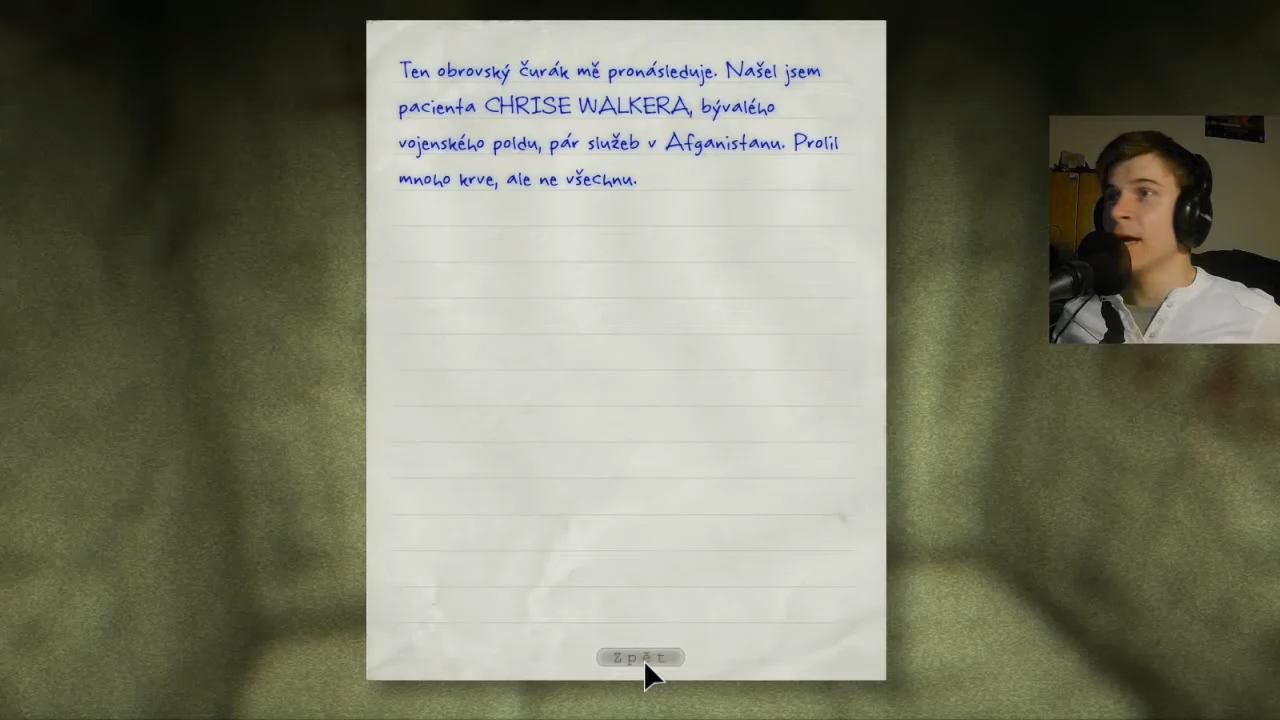 Ten obrovský čurák mě pronásleduje. Našel jsem
pacienta CHRISE WALKERA, bývalého
vojenského poldu, pár služeb v Afganistanu. Prolil
mnoho krve, ale ne všechnu.
Zpět